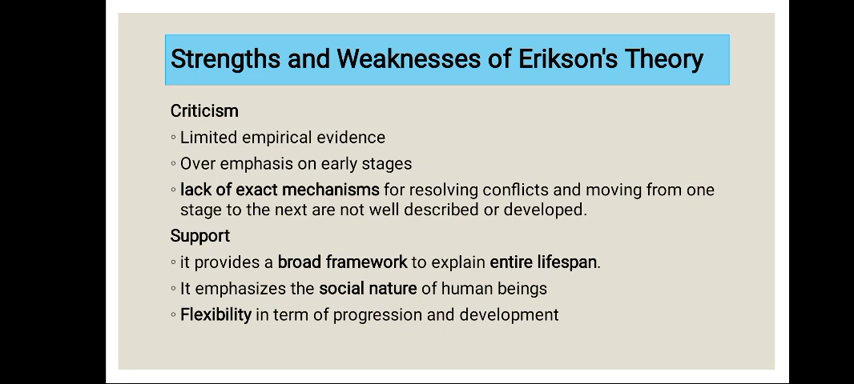 Strengths and Weaknesses of Erikson's Theory
Criticism
◦ Limited empirical evidence
◦ Over emphasis on early stages
◦ lack of exact mechanisms for resolving conflicts and moving from one
stage to the next are not well described or developed.
Support
◦ it provides a broad framework to explain entire lifespan.
◦ It emphasizes the social nature of human beings
◦ Flexibility in term of progression and development